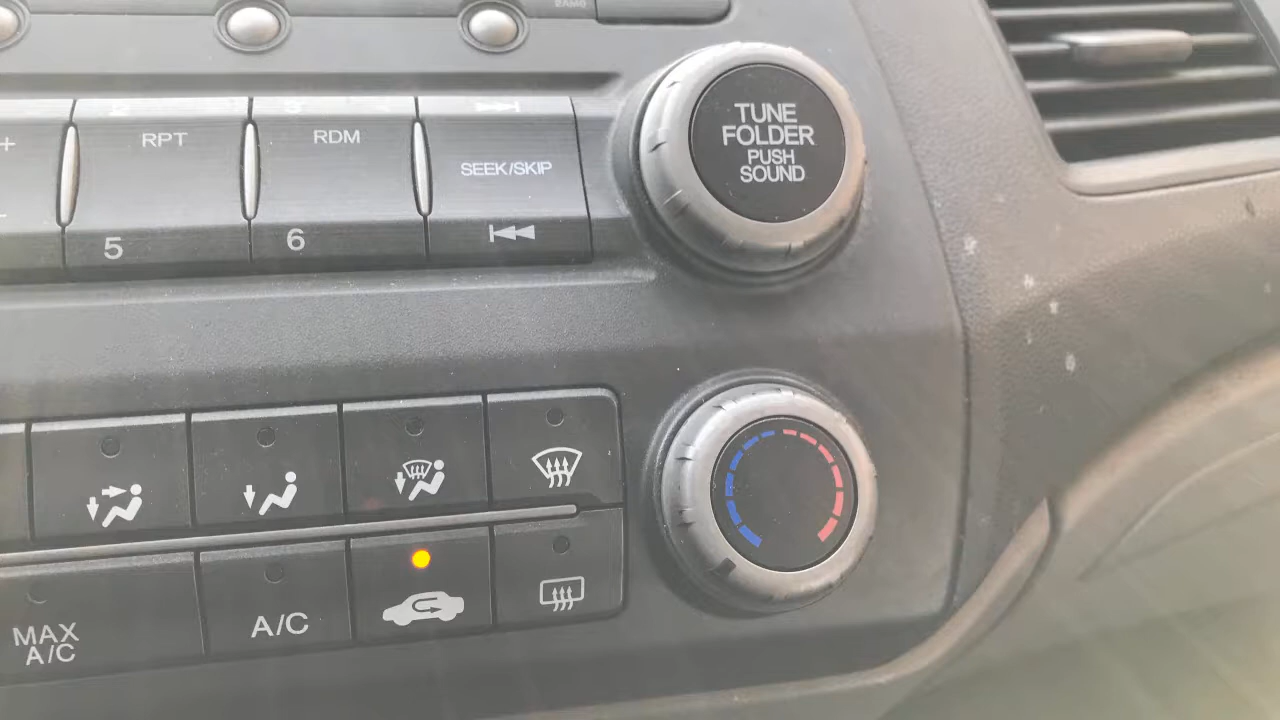 RPT
RDM
SEEK/SKIP
5
6
TUNE
FOLDER
PUSH
SOUND
MAX
A/C
A/C